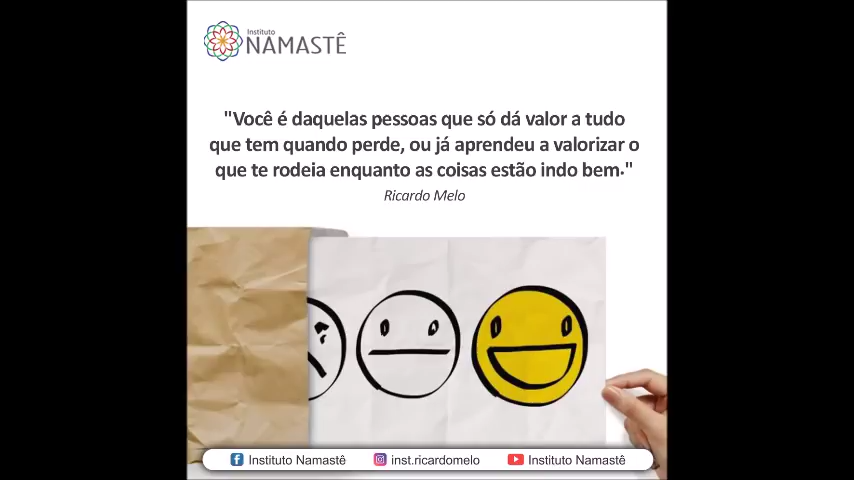 Instituto
NAMASTÊ
"Você é daquelas pessoas que só dá valor a tudo
que tem quando perde, ou já aprendeu a valorizar o
que te rodeia enquanto as coisas estão indo bem."
Ricardo Melo
Instituto Namastê inst.ricardomelo Instituto Namastê